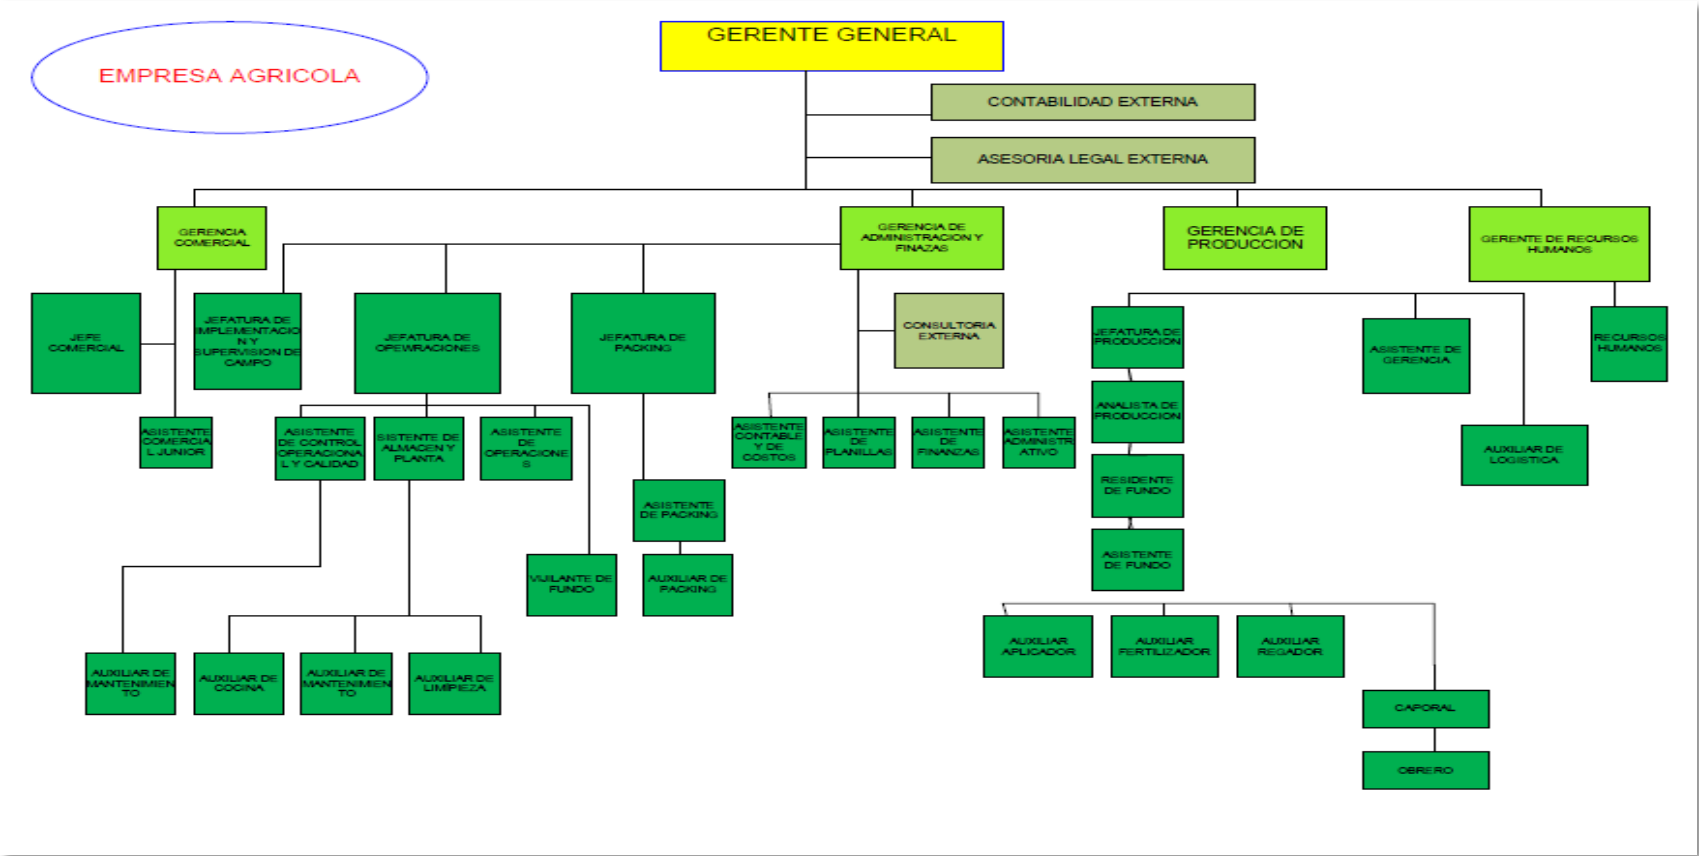 GERENTE GENERAL
EMPRESA AGRICOLA
CONTABILIDAD EXTERNA
ASESORIA LEGAL EXTERNA
GERENCIA
COMERCIAL
GERENCIA DE
ADMINISTRACION Y
FINAZAS
GERENCIA DE
PRODUCCION
GERENTE DE RECURSOS
HUMANOS
JEFE
COMERCIAL
JEFATURA DE
IMPLEMENTACIO
N Y
SUPERVISION DE
CAMPO
JEFATURA DE
OPEWRACIONES
JEFATURA DE
PACKING
CONSULTORIA
EXTERNA
JEFATURA DE
PRODUCCION
ASISTENTE DE
GERENCIA
RECURSOS
HUMANOS
ANALISTA DE
PRODUCCION
ASISTENTE
COMERCIA
L JUNIOR
ASISTENTE
DE CONTROL
OPERACIONA
L Y CALIDAD
SISTENTE DE
ALMACEN Y
PLANTA
ASISTENTE
DE
OPERACIONE
S
ASISTENTE
CONTABLE
Y DE
COSTOS
ASISTENTE
DE
PLANILLAS
ASISTENTE
DE
FINANZAS
ASISTENTE
ADMINISTR
ATIVO
AUXILIAR DE
LOGISTICA
RESIDENTE
DE FUNDO
ASISTENTE
DE PACKING
ASISTENTE
DE FUNDO
VIJILANTE DE
FUNDO
AUXILIAR DE
PACKING
AUXILIAR
APLICADOR
AUXILIAR
FERTILIZADOR
AUXILIAR
REGADOR
AUXILIAR DE
MANTENIMIEN
TO
AUXILIAR DE
COCINA
AUXILIAR DE
MANTENIMIEN
TO
AUXILIAR DE
LIMPIEZA
CAPORAL
OBRERO